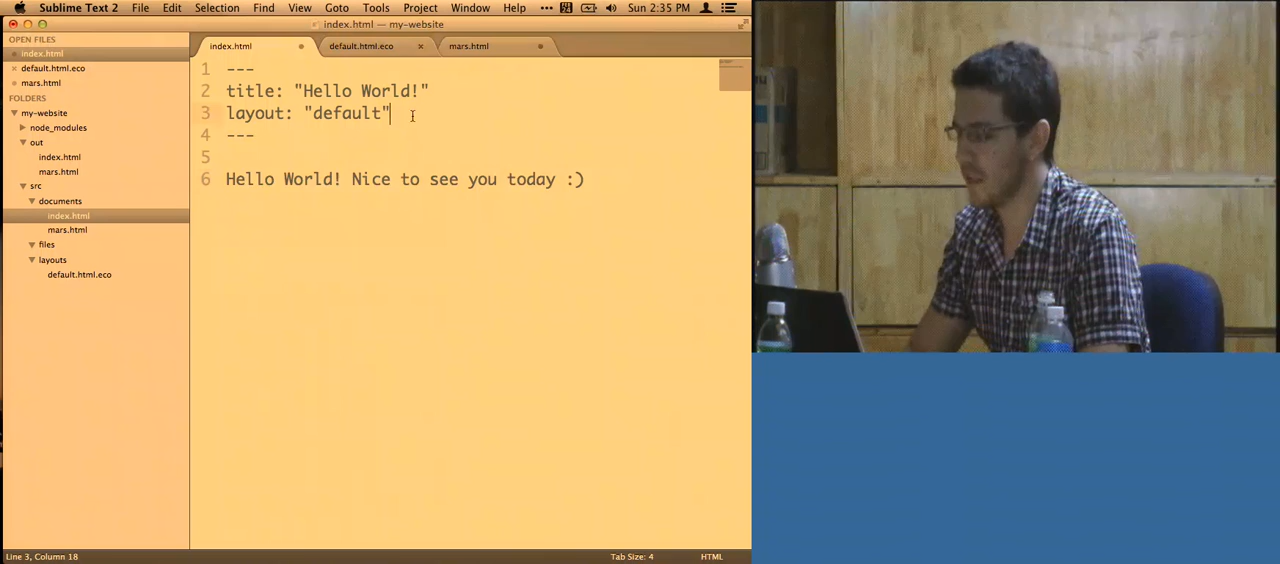 Sublime Text 2 File Edit Selection Find View Goto Tools Project Window Help Sun 2:35 PM
index.html — my-website
OPEN FILES
index.html
default.html.eco
mars.html
FOLDERS
my-website
node_modules
out
index.html
mars.html
src
documents
index.html
mars.html
files
layouts
default.html.eco
index.html default.html.eco mars.html
1 ---
2 title: "Hello World!"
3 layout: "default"
4 ---
5
6 Hello World! Nice to see you today :)
Line 3, Column 18 Tab Size: 4 HTML